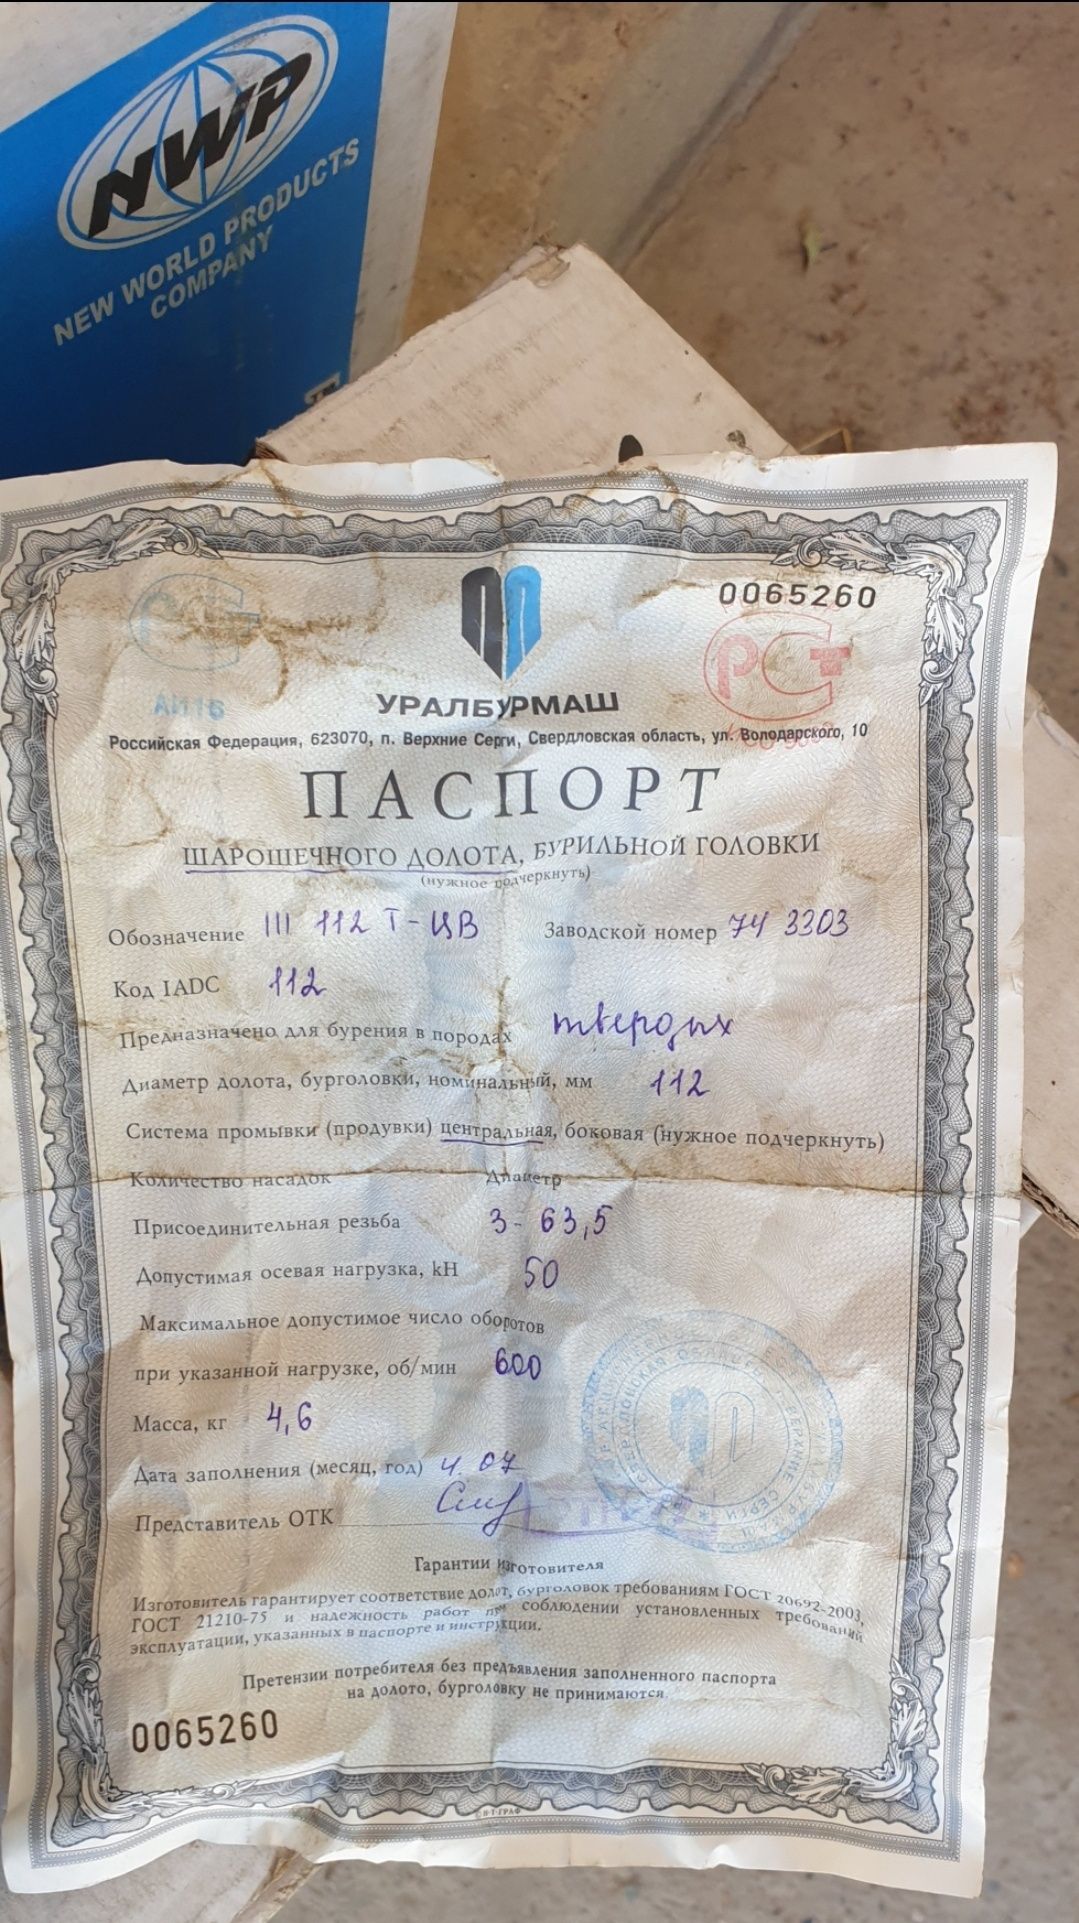 NWP
NEW WORLD PRODUCTS
COMPANY
0065260
РСТ
РСТ
АИ16
УРАЛБУРМАШ
Российская Федерация, 623070, п. Верхние Серги, Свердловская область, ул. Володарского, 10
ПАСПОРТ
ШАРОШЕЧНОГО ДОЛОТА, БУРИЛЬНОЙ ГОЛОВКИ
(нужное подчеркнуть)
Обозначение III 112 Т-ЦВ Заводской номер 74 3303
Код IADC 112
Предназначено для бурения в породах твердых
Диаметр долота, бурголовки, номинальный, мм 112
Система промывки (продувки) центральная, боковая (нужное подчеркнуть)
Количество насадок Диаметр
Присоединительная резьба З- 63,5
Допустимая осевая нагрузка, kH 50
Максимальное допустимое число оборотов
при указанной нагрузке, об/мин 600
Масса, кг 4,6
Дата заполнения (месяц, год) 4. 07
Представитель ОТК
Гарантии изготовителя
Изготовитель гарантирует соответствие долот, бурголовок требованиям ГОСТ 20692-2003,
ГОСТ 21210-75 и надежность работ при соблюдении установленных требований
эксплуатации, указанных в паспорте и инструкции.
Претензии потребителя без предъявления заполненного паспорта
на долото, бурголовку не принимаются.
0065260